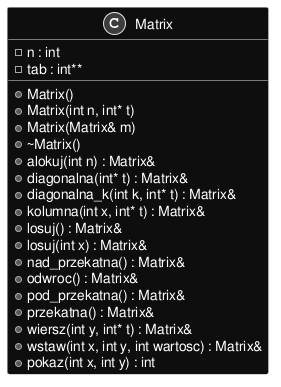 C Matrix
n : int
tab : int**
Matrix()
Matrix(int n, int* t)
Matrix(Matrix& m)
~Matrix()
alokuj(int n) : Matrix&
diagonalna(int* t) : Matrix&
diagonalna_k(int k, int* t) : Matrix&
kolumna(int x, int* t) : Matrix&
losuj() : Matrix&
losuj(int x) : Matrix&
nad_przekatna() : Matrix&
odwroc() : Matrix&
pod_przekatna() : Matrix&
przekatna() : Matrix&
wiersz(int y, int* t) : Matrix&
wstaw(int x, int y, int wartosc) : Matrix&
pokaz(int x, int y) : int